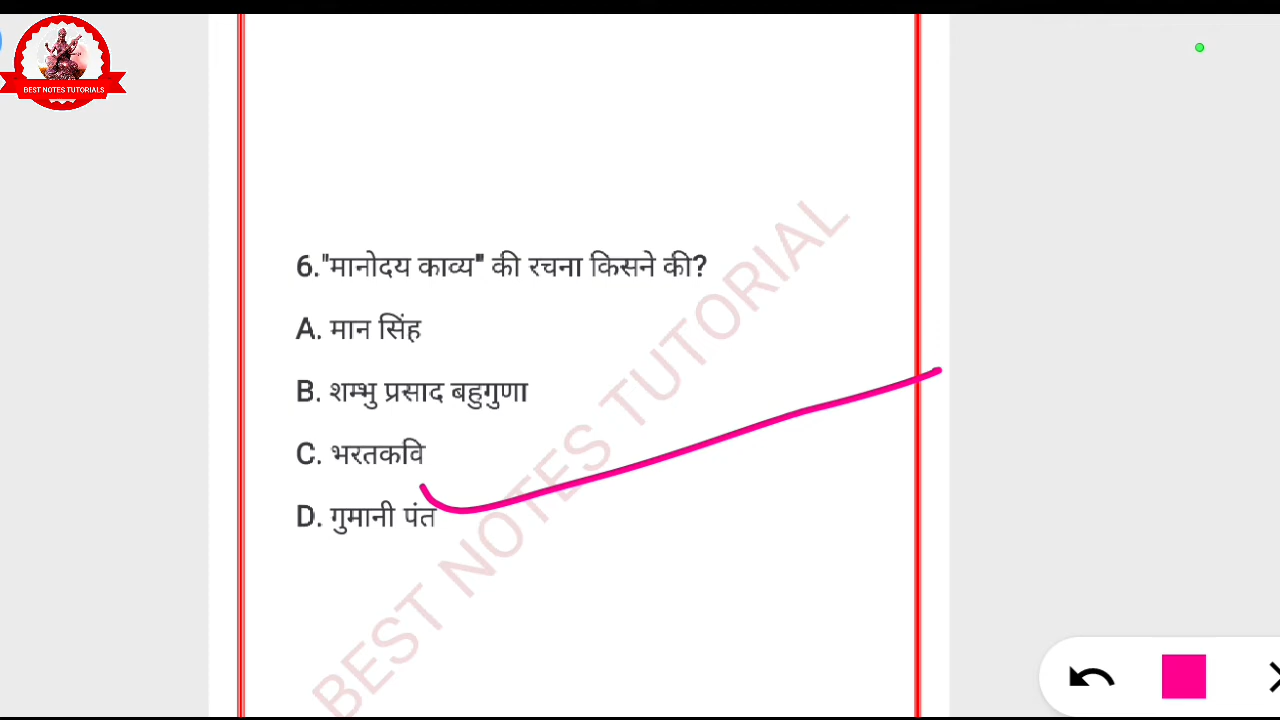 BEST NOTES TUTORIALS
6."मानोदय काव्य" की रचना किसने की?
A. मान सिंह
B. शम्भु प्रसाद बहुगुणा
C. भरतकवि
D. गुमानी पंत
BEST NOTES TUTORIAL